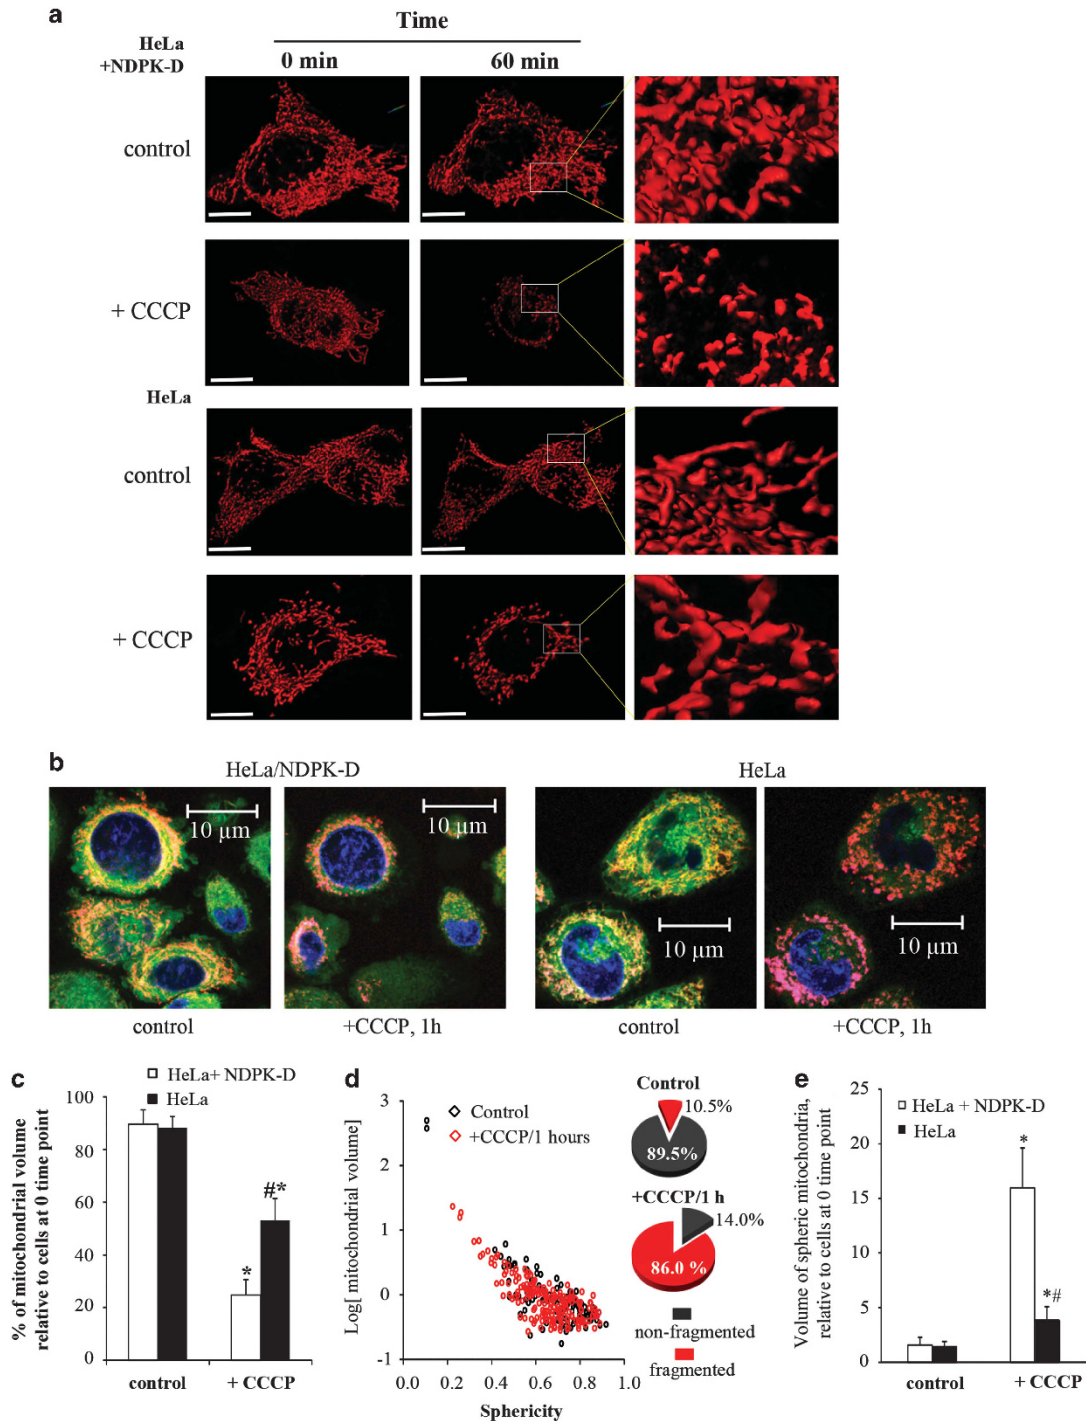 a
Time
HeLa
+NDPK-D
0 min
60 min
control
+ CCCP
HeLa
control
+ CCCP
b
HeLa/NDPK-D
HeLa
10 µm
10 µm
10 µm
10 µm
control
+CCCP, 1h
control
+CCCP, 1h
c
HeLa+ NDPK-D
HeLa
% of mitochondrial volume
relative to cells at 0 time point
100
80
60
40
20
0
*
#*
control
+ CCCP
d
Log[ mitochondrial volume]
3
2
1
0
-1
Control
+CCCP/1 hours
0.0
0.2
0.4
0.6
0.8
1.0
Sphericity
Control
10.5%
89.5%
+CCCP/1 h
14.0%
86.0 %
non-fragmented
fragmented
e
Volume of spheric mitochondria,
relative to cells at 0 time point
25
20
15
10
5
0
HeLa + NDPK-D
HeLa
*
*#
control
+ CCCP